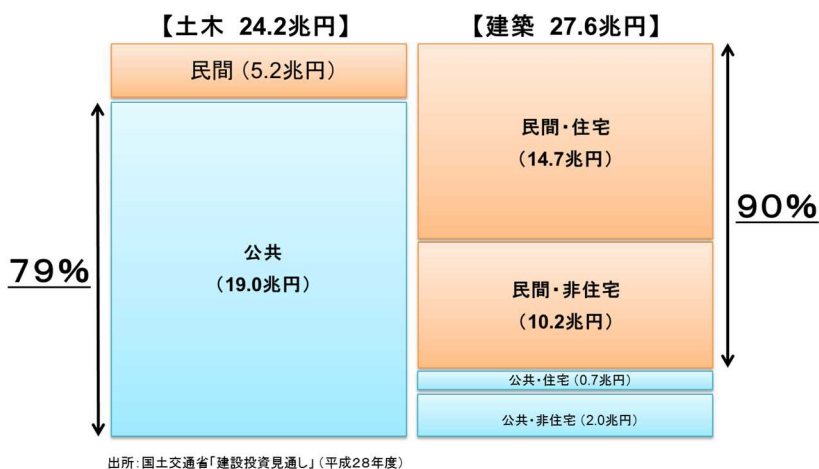 【土木 24.2兆円】
民間（5.2兆円）
公共
（19.0兆円）
79%
【建築 27.6兆円】
民間・住宅
（14.7兆円）
民間・非住宅
（10.2兆円）
公共・住宅（0.7兆円）
公共・非住宅（2.0兆円）
90%
出所：国土交通省「建設投資見通し」（平成28年度）